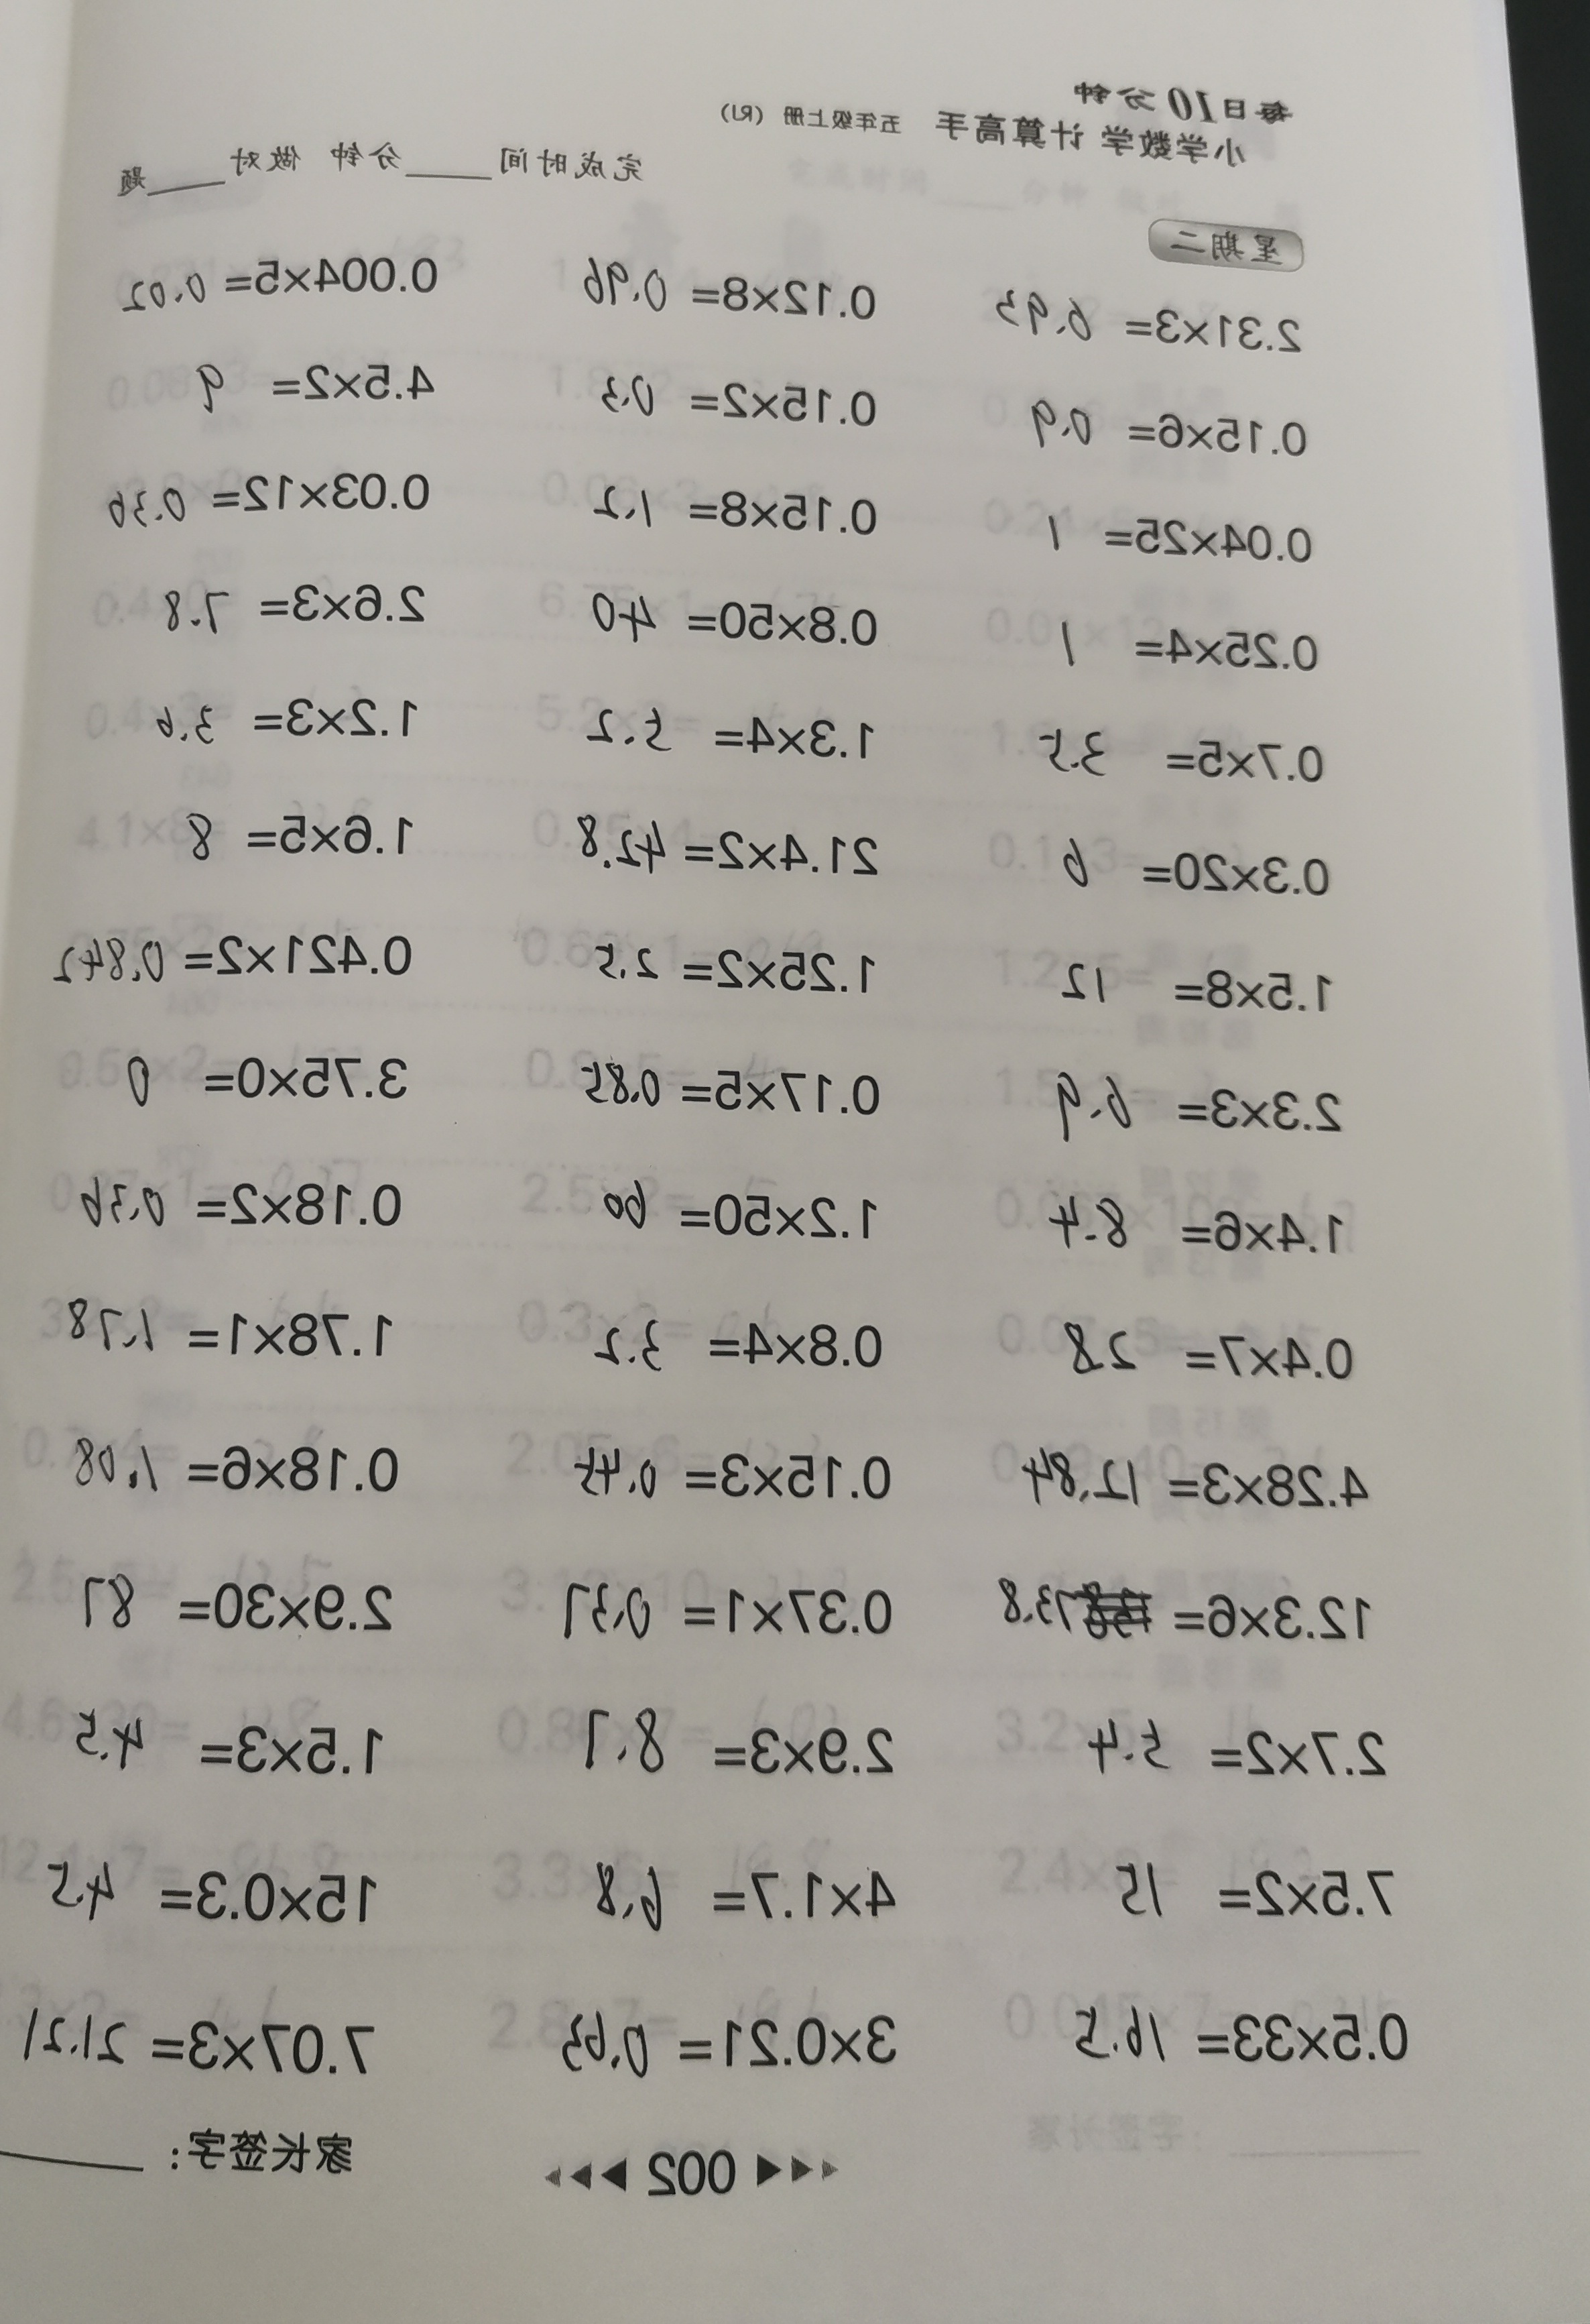 每日10分钟
小学数学 计算高手 五年级上册 (RJ)
完成时间____分钟 做对____题
星期二
2.31×3= 6.93 0.12×8= 0.96 0.004×5= 0.02
0.15×6= 0.9 0.15×2= 0.3 4.5×2= 9
0.04×25= 1 0.15×8= 1.2 0.03×12= 0.36
0.25×4= 1 0.8×50= 40 2.6×3= 7.8
0.7×5= 3.5 1.3×4= 5.2 1.2×3= 3.6
0.3×20= 6 21.4×2= 42.8 1.6×5= 8
1.5×8= 12 1.25×2= 2.5 0.421×2= 0.842
2.3×3= 6.9 0.17×5= 0.85 3.75×0= 0
1.4×6= 8.4 1.2×50= 60 0.18×2= 0.36
0.4×7= 2.8 0.8×4= 3.2 1.78×1= 1.78
4.28×3= 12.84 0.15×3= 0.45 0.18×6= 1.08
12.3×6= 73.8 0.37×1= 0.37 2.9×30= 87
2.7×2= 5.4 2.9×3= 8.7 1.5×3= 4.5
7.5×2= 15 4×1.7= 6.8 15×0.3= 4.5
0.5×33= 16.5 3×0.21= 0.63 7.07×3= 21.21
002
家长签字：____